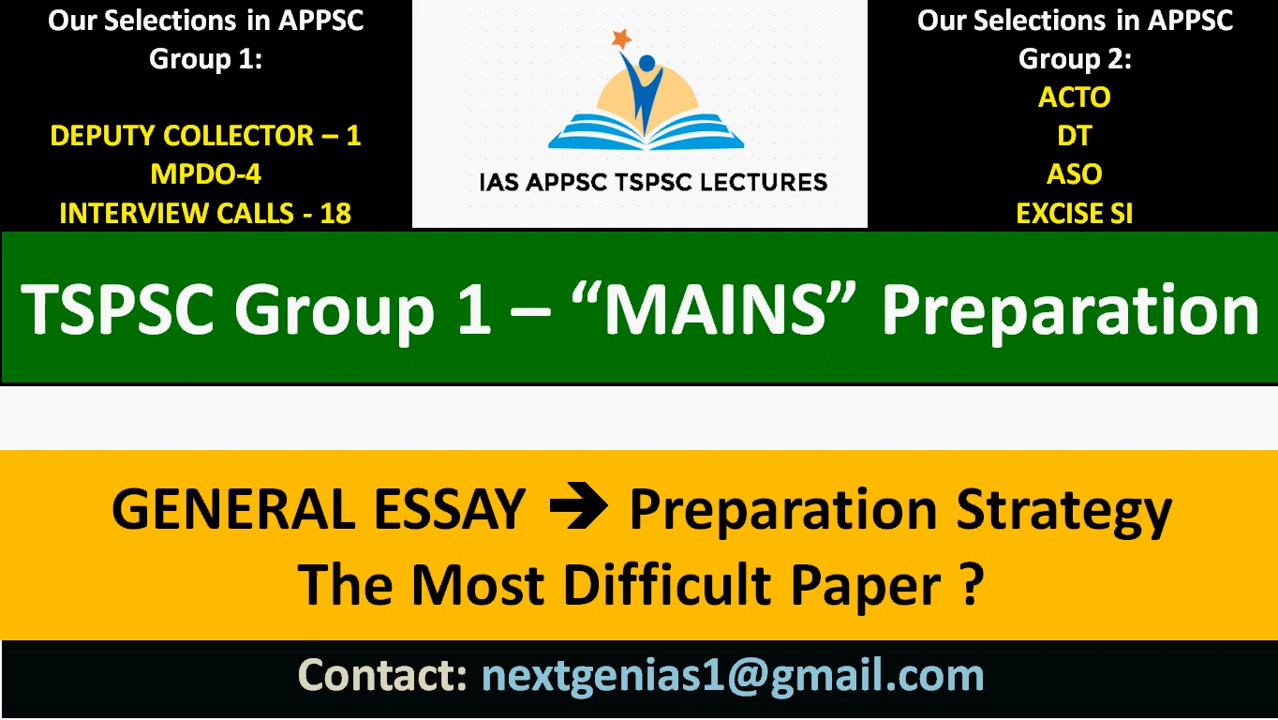 Our Selections in APPSC
Group 1:
DEPUTY COLLECTOR – 1
MPDO-4
INTERVIEW CALLS - 18
IAS APPSC TSPSC LECTURES
Our Selections in APPSC
Group 2:
ACTO
DT
ASO
EXCISE SI
TSPSC Group 1 – “MAINS” Preparation
GENERAL ESSAY ➔ Preparation Strategy
The Most Difficult Paper ?
Contact: nextgenias1@gmail.com